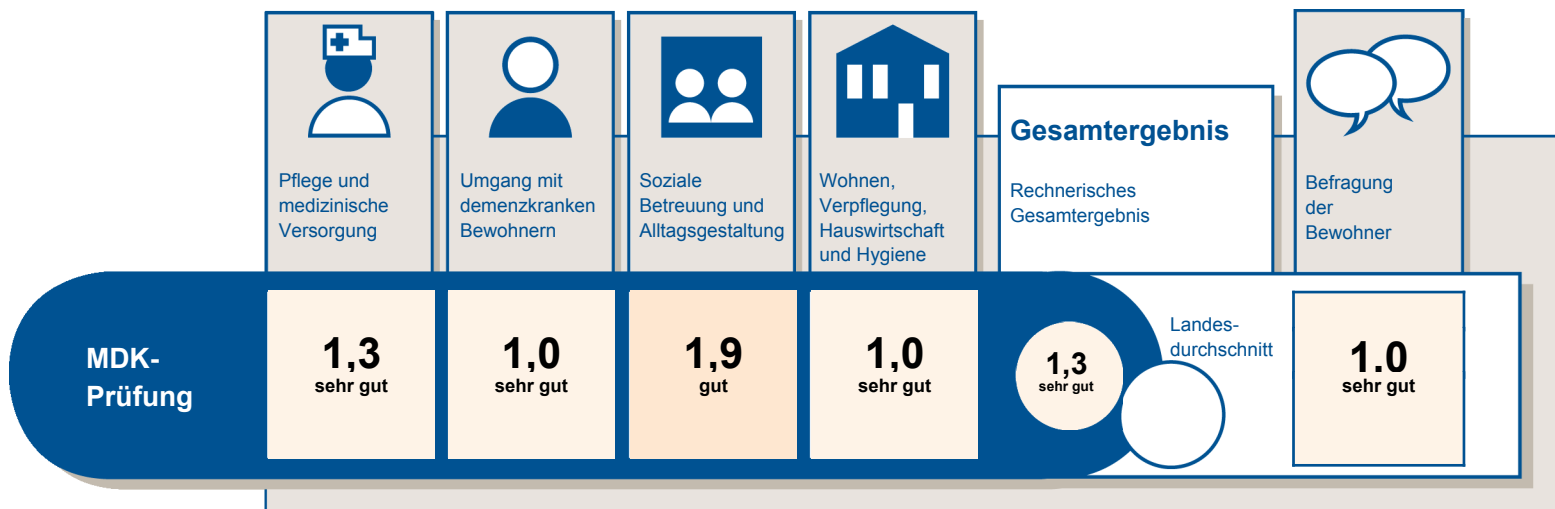 Pflege und
medizinische
Versorgung
Umgang mit
demenzkranken
Bewohnern
Soziale
Betreuung und
Alltagsgestaltung
Wohnen,
Verpflegung,
Hauswirtschaft
und Hygiene
Gesamtergebnis
Rechnerisches
Gesamtergebnis
Befragung
der
Bewohner
MDK-
Prüfung
1,3
sehr gut
1,0
sehr gut
1,9
gut
1,0
sehr gut
1,3
sehr gut
Landes-
durchschnitt
1.0
sehr gut